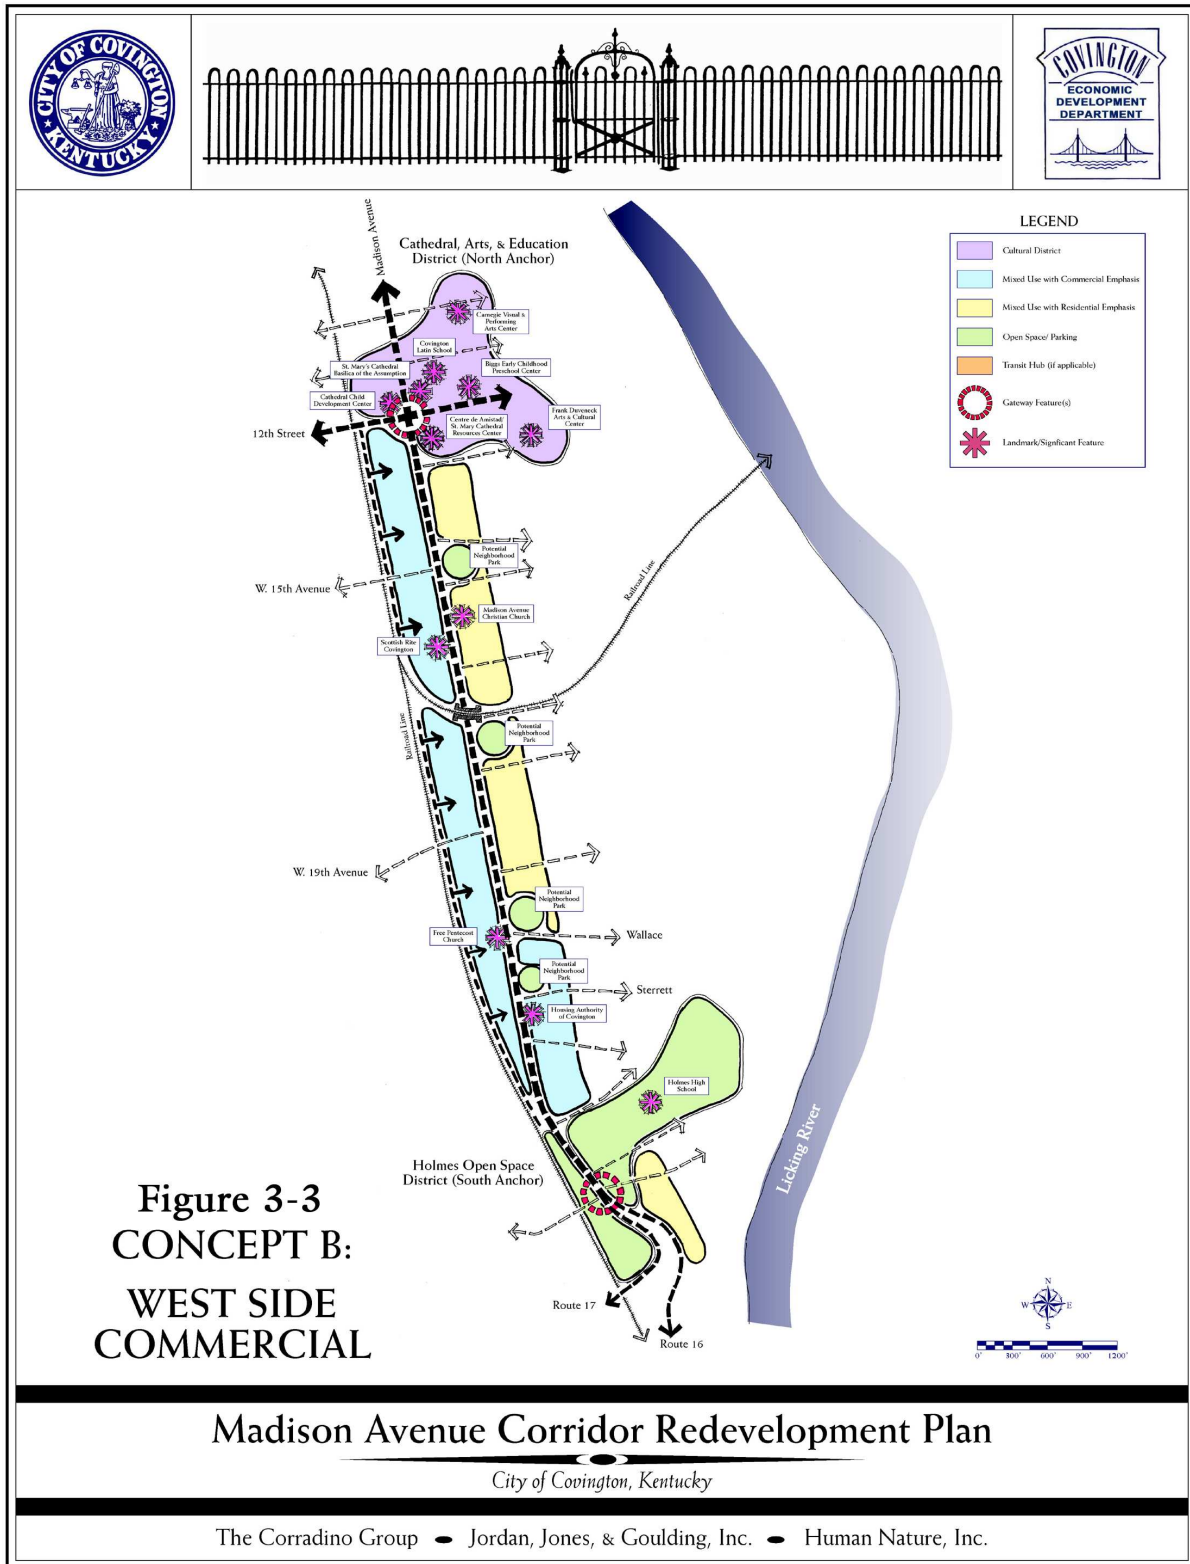 CITY OF COVINGTON
KENTUCKY
COVINGTON
ECONOMIC
DEVELOPMENT
DEPARTMENT
LEGEND
Cultural District
Mixed Use with Commercial Emphasis
Mixed Use with Residential Emphasis
Open Space/ Parking
Transit Hub (if applicable)
Gateway Feature(s)
Landmark/Signficant Feature
Madison Avenue
Cathedral, Arts, & Education
District (North Anchor)
Carnegie Visual &
Performing
Arts Center
Covington
Latin School
St. Mary's Cathedral
Basilica of the Assumption
Biggs Early Childhood
Preschool Center
Cathedral Child
Development Center
Centre de Amistad/
St. Mary Cathedral
Resources Center
Frank Duveneck
Arts & Cultural
Center
12th Street
Potential
Neighborhood
Park
W. 15th Avenue
Railroad Line
Madison Avenue
Christian Church
Scottish Rite
Covington
Railroad Line
Potential
Neighborhood
Park
W. 19th Avenue
Potential
Neighborhood
Park
Free Pentecost
Church
Wallace
Potential
Neighborhood
Park
Sterrett
Housing Authority
of Covington
Holmes High
School
Licking River
Holmes Open Space
District (South Anchor)
Route 17
Route 16
Figure 3-3
CONCEPT B:
WEST SIDE
COMMERCIAL
N
W E
S
0' 300' 600' 900' 1200'
Madison Avenue Corridor Redevelopment Plan
City of Covington, Kentucky
The Corradino Group Jordan, Jones, & Goulding, Inc. Human Nature, Inc.